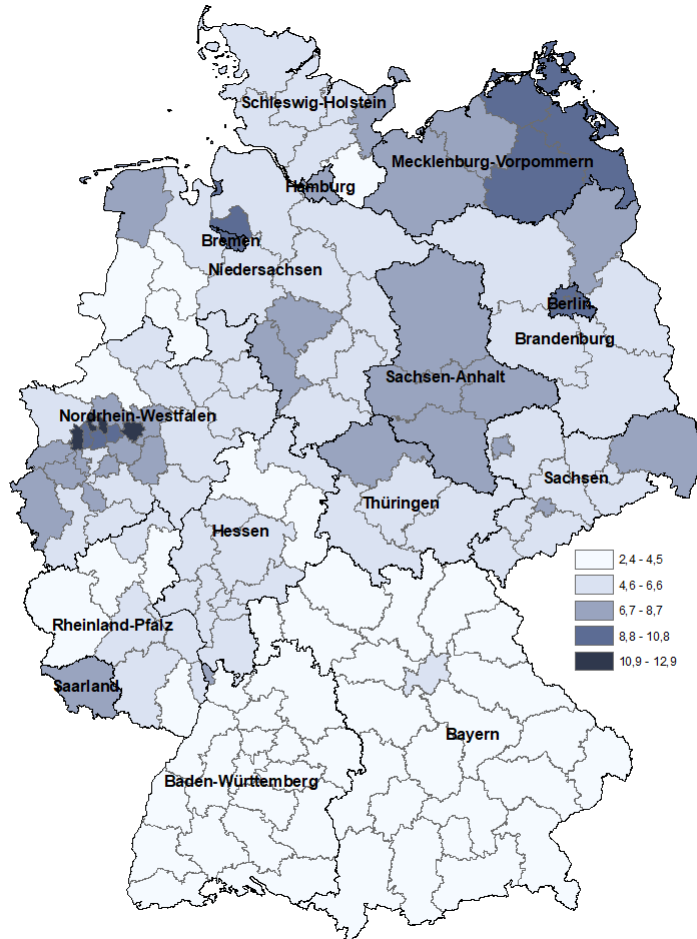 Schleswig-Holstein
Mecklenburg-Vorpommern
Hamburg
Bremen
Niedersachsen
Berlin
Brandenburg
Sachsen-Anhalt
Nordrhein-Westfalen
Sachsen
Thüringen
Hessen
2,4 - 4,5
4,6 - 6,6
6,7 - 8,7
8,8 - 10,8
10,9 - 12,9
Rheinland-Pfalz
Saarland
Bayern
Baden-Württemberg